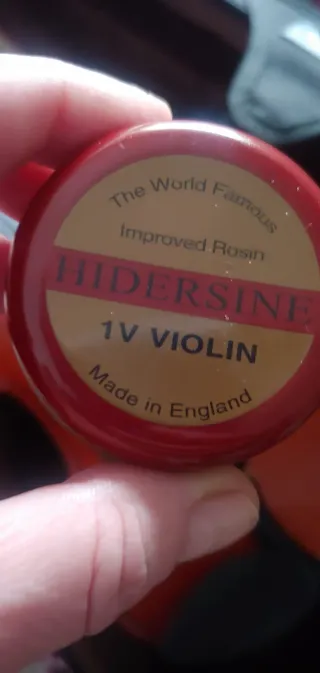 The World Famous
Improved Rosin
HIDERSINE
1V VIOLIN
Made in England